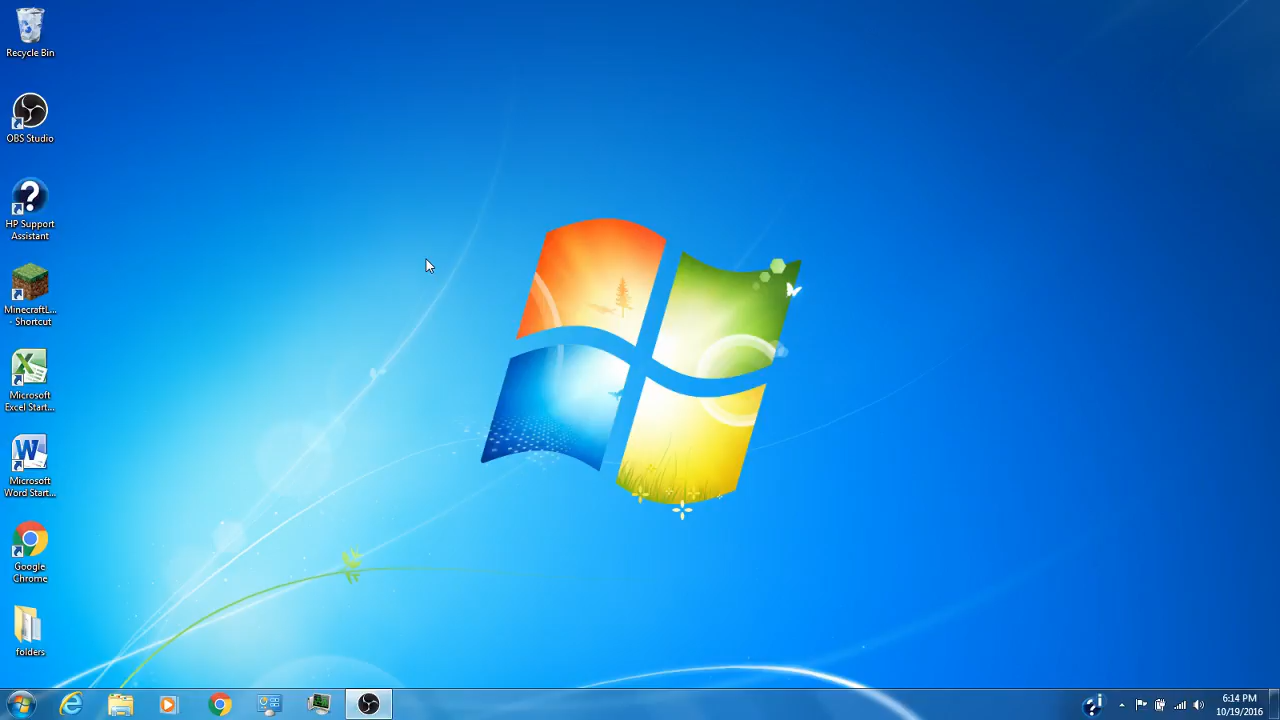 Recycle Bin
OBS Studio
HP Support
Assistant
MinecraftL...
- Shortcut
Microsoft
Excel Start...
Microsoft
Word Start...
Google
Chrome
folders
6:14 PM
10/19/2016